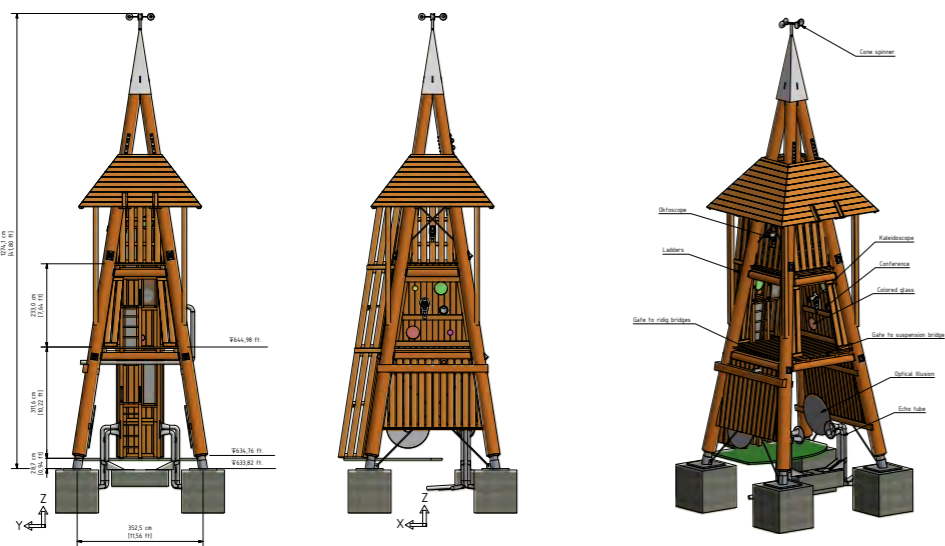 1274,1 cm
[41,80 ft]
233,0 cm
[7,64 ft]
311,6 cm
[10,22 ft]
28,7 cm
[0,94 ft]
644,98 ft.
634,76 ft.
633,82 ft.
Z
Y
352,5 cm
[11,56 ft]
Z
X
Cone spinner
Oktoscope
Ladders
Kaleidoscope
Conference
Colored glass
Gate to ridig bridges
Gate to suspension bridge
Optical illusion
Echo tube